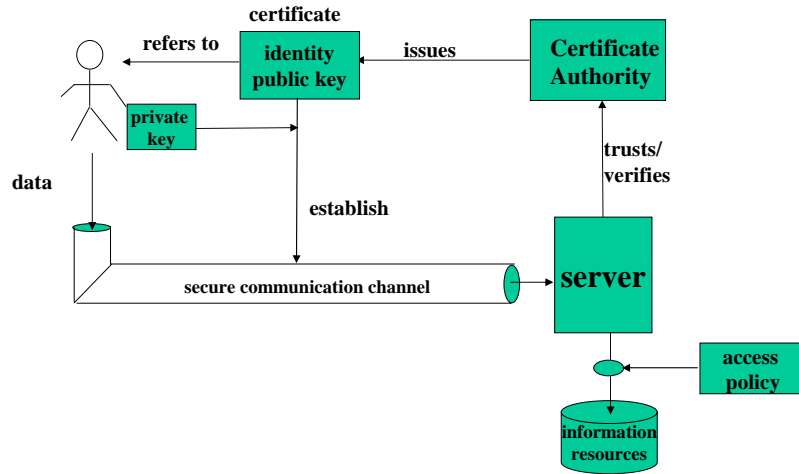 certificate
refers to
identity
public key
issues
Certificate
Authority
private
key
trusts/
verifies
data
establish
secure communication channel
server
access
policy
information
resources